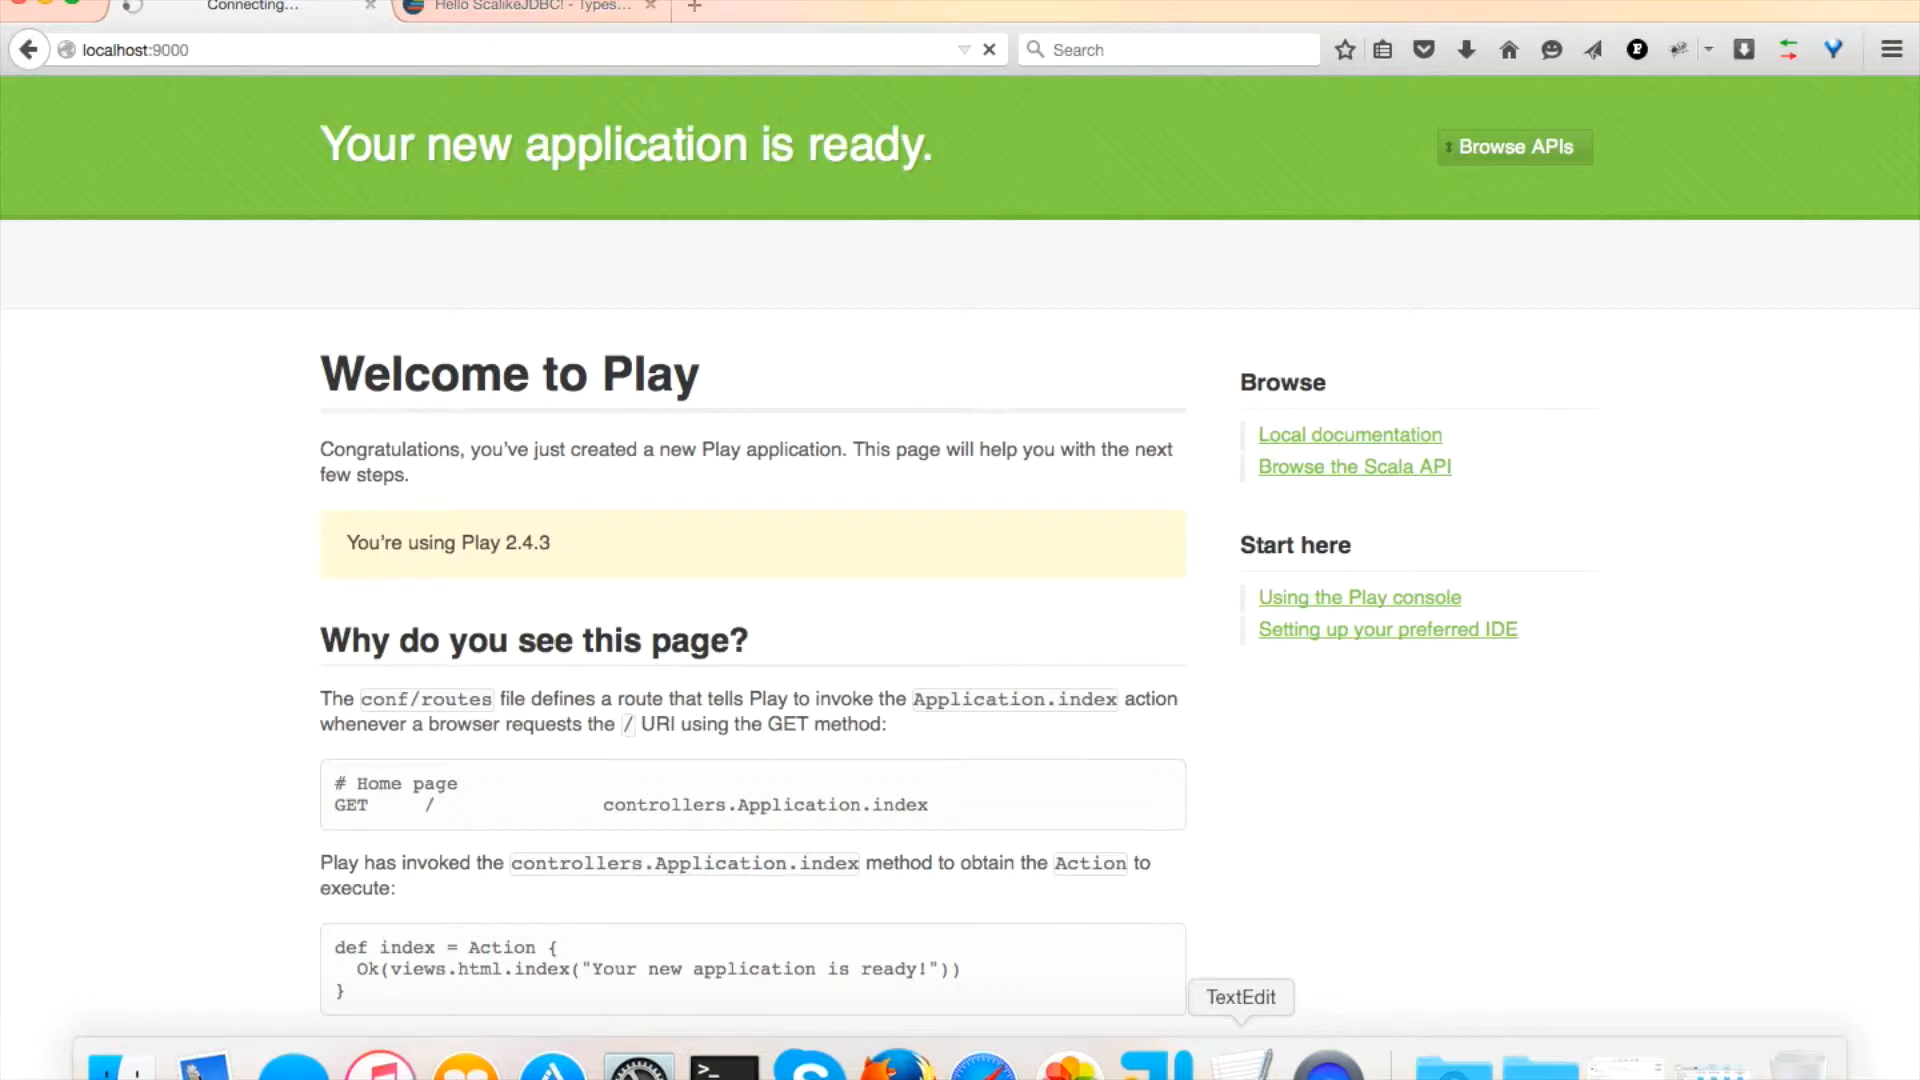 Connecting...
Hello ScalikeJDBC! - Types...
localhost:9000
Search
Your new application is ready.
Browse APIs
Welcome to Play
Congratulations, you've just created a new Play application. This page will help you with the next
few steps.
You're using Play 2.4.3
Why do you see this page?
The conf/routes file defines a route that tells Play to invoke the Application.index action
whenever a browser requests the / URI using the GET method:
# Home page
GET / controllers.Application.index
Play has invoked the controllers.Application.index method to obtain the Action to
execute:
def index = Action {
Ok(views.html.index("Your new application is ready!"))
}
Browse
Local documentation
Browse the Scala API
Start here
Using the Play console
Setting up your preferred IDE
TextEdit